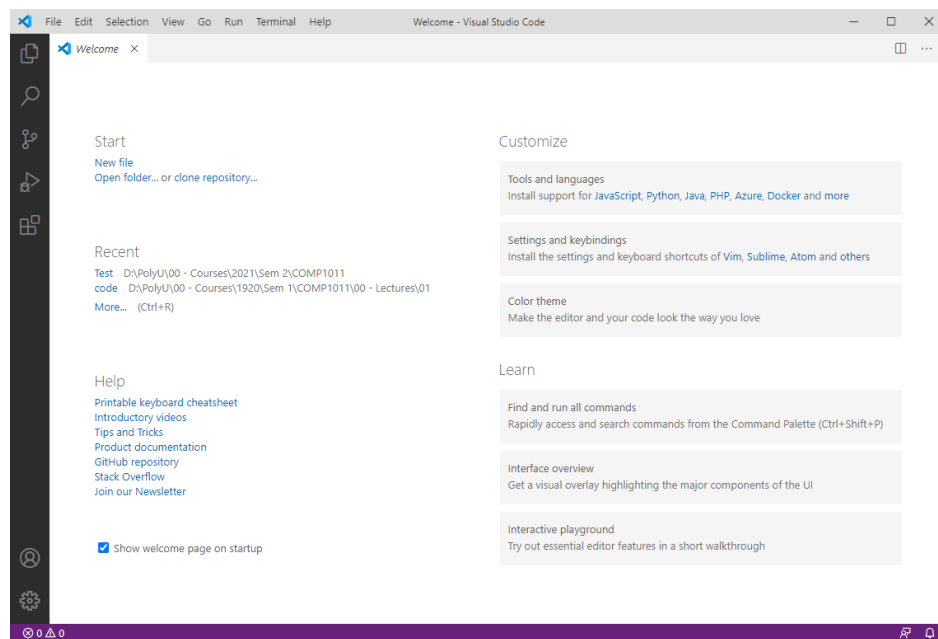 File Edit Selection View Go Run Terminal Help Welcome - Visual Studio Code
Welcome
Start
New file
Open folder... or clone repository...
Recent
Test D:\PolyU\00 - Courses\2021\Sem 2\COMP1011
code D:\PolyU\00 - Courses\1920\Sem 1\COMP1011\00 - Lectures\01
More... (Ctrl+R)
Help
Printable keyboard cheatsheet
Introductory videos
Tips and Tricks
Product documentation
GitHub repository
Stack Overflow
Join our Newsletter
Show welcome page on startup
Customize
Tools and languages
Install support for JavaScript, Python, Java, PHP, Azure, Docker and more
Settings and keybindings
Install the settings and keyboard shortcuts of Vim, Sublime, Atom and others
Color theme
Make the editor and your code look the way you love
Learn
Find and run all commands
Rapidly access and search commands from the Command Palette (Ctrl+Shift+P)
Interface overview
Get a visual overlay highlighting the major components of the UI
Interactive playground
Try out essential editor features in a short walkthrough
0 0